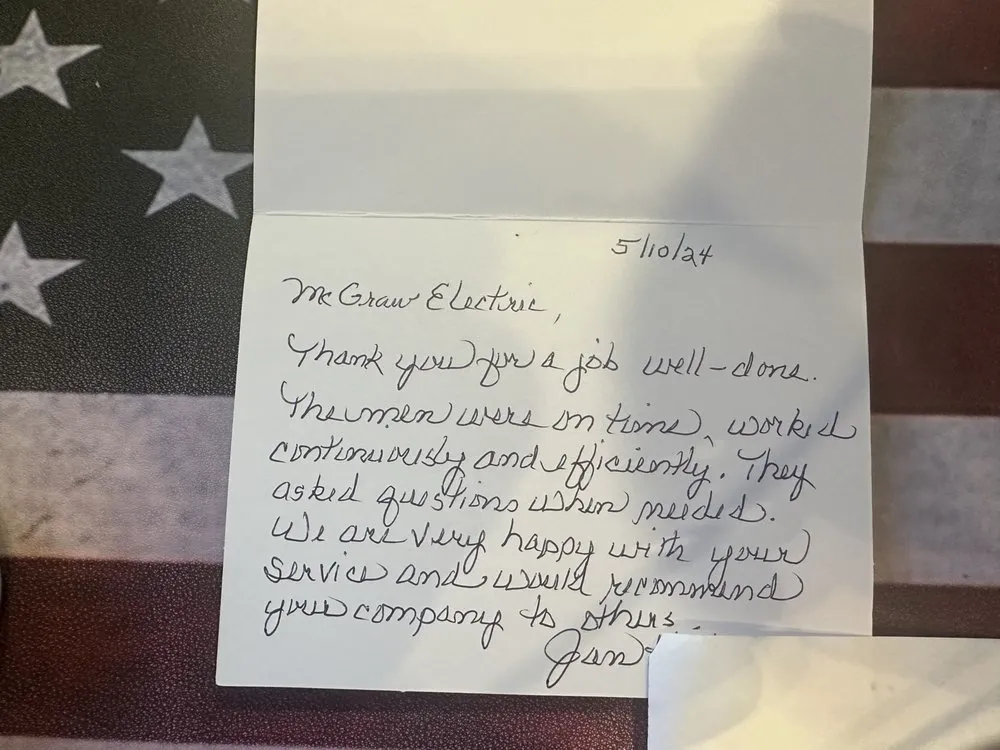 5/10/24
McGraw Electric,
Thank you for a job well-done.
The men were on time, worked
continuously and efficiently. They
asked questions when needed.
We are very happy with your
service and would recommend
your company to others.